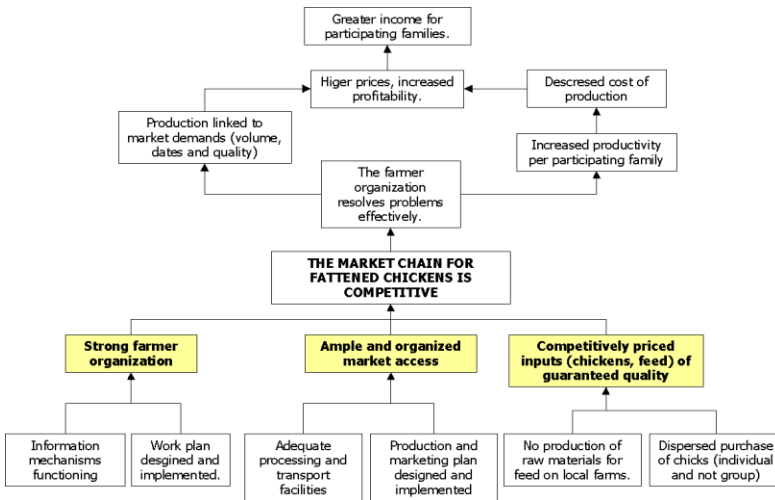 Greater income for
participating families.
Higer prices, increased
profitability.
Descresed cost of
production
Production linked to
market demands (volume,
dates and quality)
Increased productivity
per participating family
The farmer
organization
resolves problems
effectively.
THE MARKET CHAIN FOR
FATTENED CHICKENS IS
COMPETITIVE
Strong farmer
organization
Ample and organized
market access
Competitively priced
inputs (chickens, feed) of
guaranteed quality
Information
mechanisms
functioning
Work plan
desgined and
implemented.
Adequate
processing and
transport
facilities
Production and
marketing plan
designed and
implemented
No production of
raw materials for
feed on local farms.
Dispersed purchase
of chicks (individual
and not group)